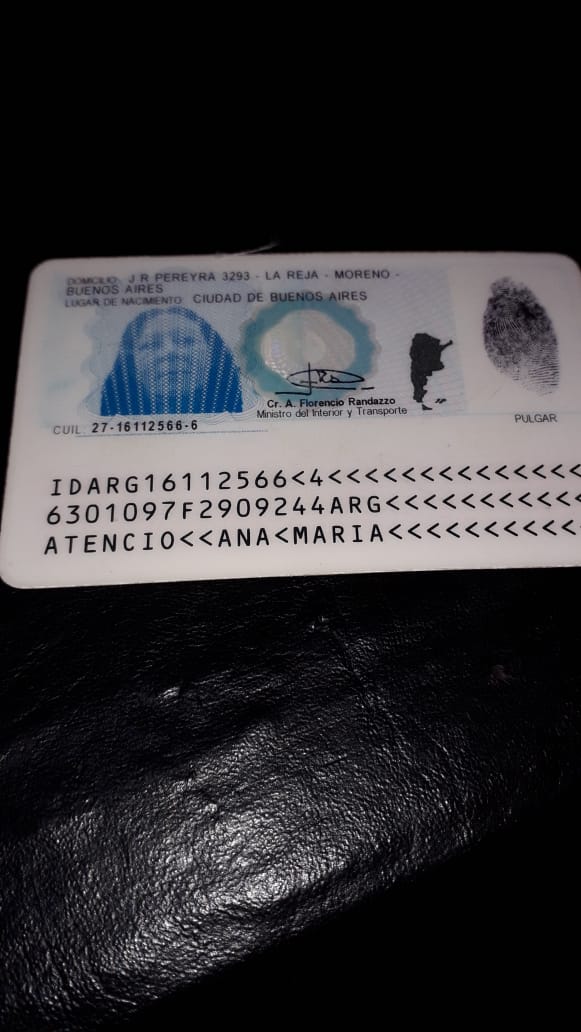 DOMICILIO: J R PEREYRA 3293 - LA REJA - MORENO -
BUENOS AIRES
LUGAR DE NACIMIENTO: CIUDAD DE BUENOS AIRES
Cr. A. Florencio Randazzo
Ministro del Interior y Transporte
PULGAR
CUIL: 27-16112566-6
IDARG16112566<4<<<<<<<<<<<<<<<
6301097F2909244ARG<<<<<<<<<<<
ATENCIO<<ANA<MARIA<<<<<<<<<<<